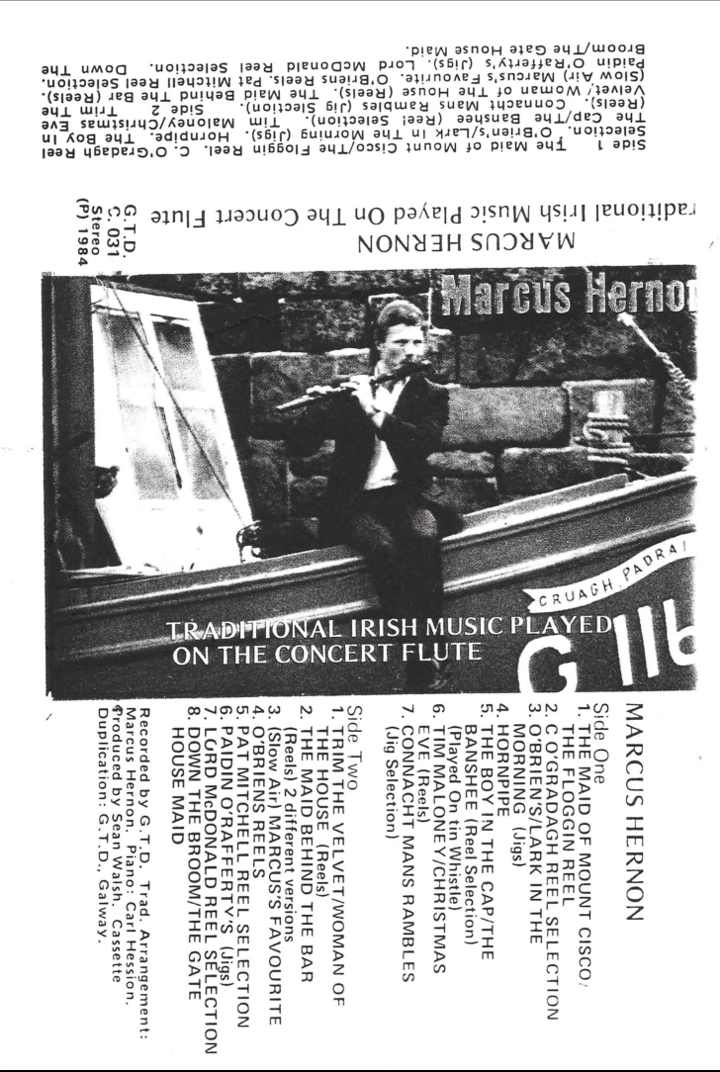 Side 1 The Maid of Mount Cisco/The Floggin Reel. C. O'Gradagh Reel
Selection. O'Brien's/Lark In The Morning (Jigs). Hornpipe. The Boy In
The Cap/The Banshee (Reel Selection). Tim Maloney/Christmas Eve
(Reels). Connacht Mans Rambles (Jig Slection). Side 2 Trim The
Velvet/ Woman of The House (Reels). The Maid Behind The Bar (Reels).
(Slow Air) Marcus's Favourite. O'Briens Reels. Pat Mitchell Reel Selection.
Paidin O'Rafferty's (Jigs). Lord McDonald Reel Selection. Down The
Broom/The Gate House Maid.
MARCUS HERNON
raditional Irish Music Played On The Concert Flute
G.T.D.
C. 031
Stereo
(P) 1984
Marcus Hernon
CRUAGH PADRAI
G 116
TRADITIONAL IRISH MUSIC PLAYED
ON THE CONCERT FLUTE
MARCUS HERNON
Side One
1. THE MAID OF MOUNT CISCO/
THE FLOGGIN REEL
2. C O'GRADAGH REEL SELECTION
3. O'BRIEN'S/LARK IN THE
MORNING (Jigs)
4. HORNPIPE
5. THE BOY IN THE CAP/THE
BANSHEE (Reel Selection)
(Played On tin Whistle)
6. TIM MALONEY/CHRISTMAS
EVE (Reels)
7. CONNACHT MANS RAMBLES
(Jig Selection)
Side Two
1. TRIM THE VELVET/WOMAN OF
THE HOUSE (Reels)
2. THE MAID BEHIND THE BAR
(Reels) 2 different versions
3. (Slow Air) MARCUS'S FAVOURITE
4. O'BRIENS REELS
5. PAT MITCHELL REEL SELECTION
6. PAIDIN O'RAFFERTY'S (Jigs)
7. LORD McDONALD REEL SELECTION
8. DOWN THE BROOM/THE GATE
HOUSE MAID
Recorded by G.T.D. Trad. Arrangement:
Marcus Hernon. Piano: Carl Hession.
Produced by Sean Walsh. Cassette
Duplication: G.T.D., Galway.